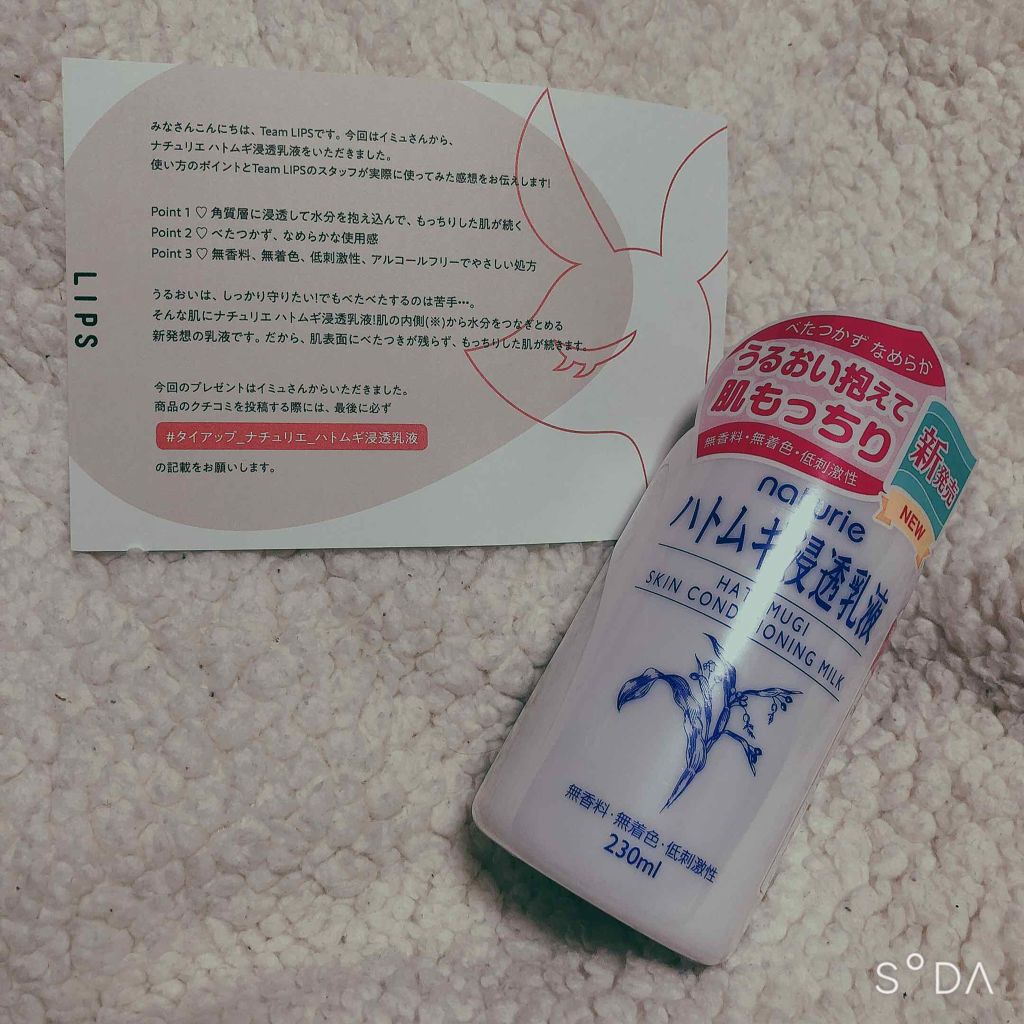 みなさんこんにちは、Team LIPSです。今回はイミュさんから、
ナチュリエ ハトムギ浸透乳液をいただきました。
使い方のポイントとTeam LIPSのスタッフが実際に使ってみた感想をお伝えします!
Point 1 ♡ 角質層に浸透して水分を抱え込んで、もっちりした肌が続く
Point 2 ♡ べたつかず、なめらかな使用感
Point 3 ♡ 無香料、無着色、低刺激性、アルコールフリーでやさしい処方
うるおいは、しっかり守りたい!でもべたべたするのは苦手…。
そんな肌にナチュリエ ハトムギ浸透乳液!肌の内側(※)から水分をつなぎとめる
新発想の乳液です。だから、肌表面にべたつきが残らず、もっちりした肌が続きます。
今回のプレゼントはイミュさんからいただきました。
商品のクチコミを投稿する際には、最後に必ず
#タイアップ_ナチュリエ_ハトムギ浸透乳液
の記載をお願いします。
LIPS
べたつかず なめらか
うるおい抱えて
肌もっちり
無香料・無着色・低刺激性
新発売
NEW
naturie
ハトムギ浸透乳液
HATOMUGI
SKIN CONDITIONING MILK
無香料・無着色・低刺激性
230ml
S°DA